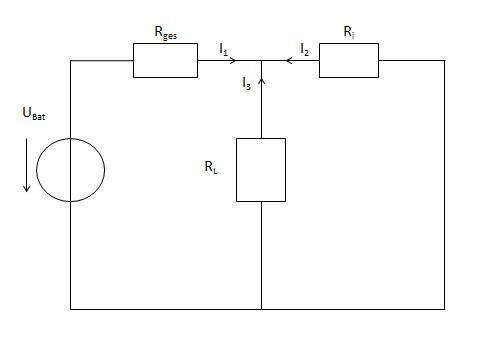 R_ges
I_1
I_2
R_i
I_3
U_Bat
R_L